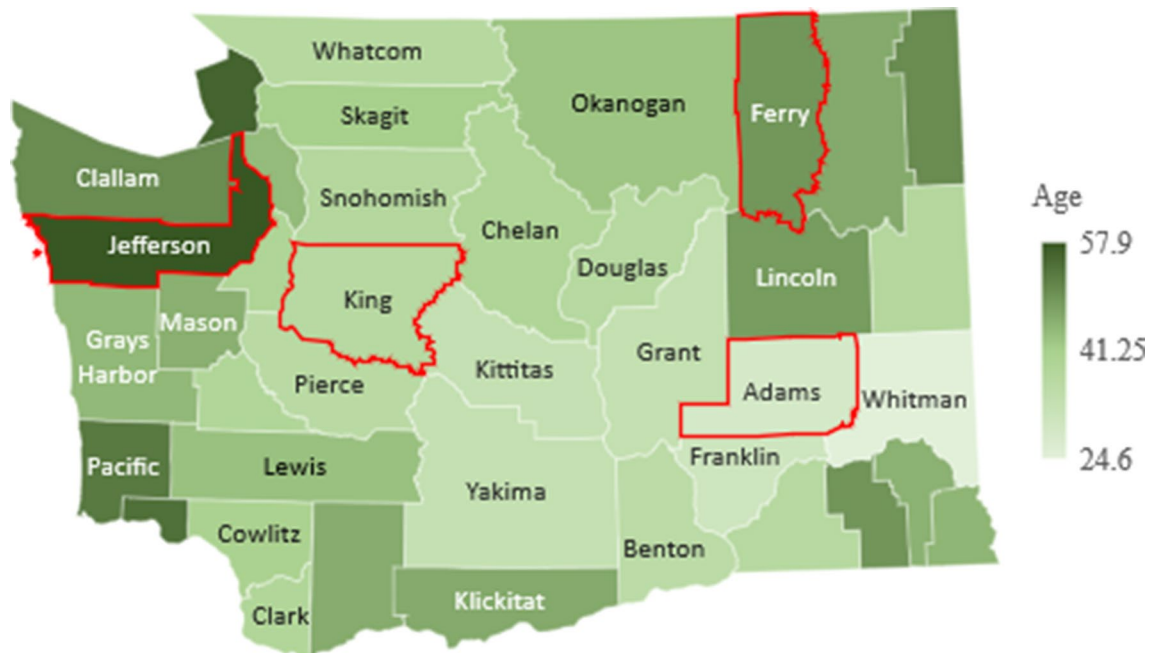 Whatcom
Skagit
Okanogan
Ferry
Clallam
Snohomish
Jefferson
Chelan
Douglas
Lincoln
King
Mason
Grays
Harbor
Pierce
Kittitas
Grant
Adams
Whitman
Pacific
Lewis
Yakima
Franklin
Cowlitz
Benton
Clark
Klickitat
Age
57.9
41.25
24.6